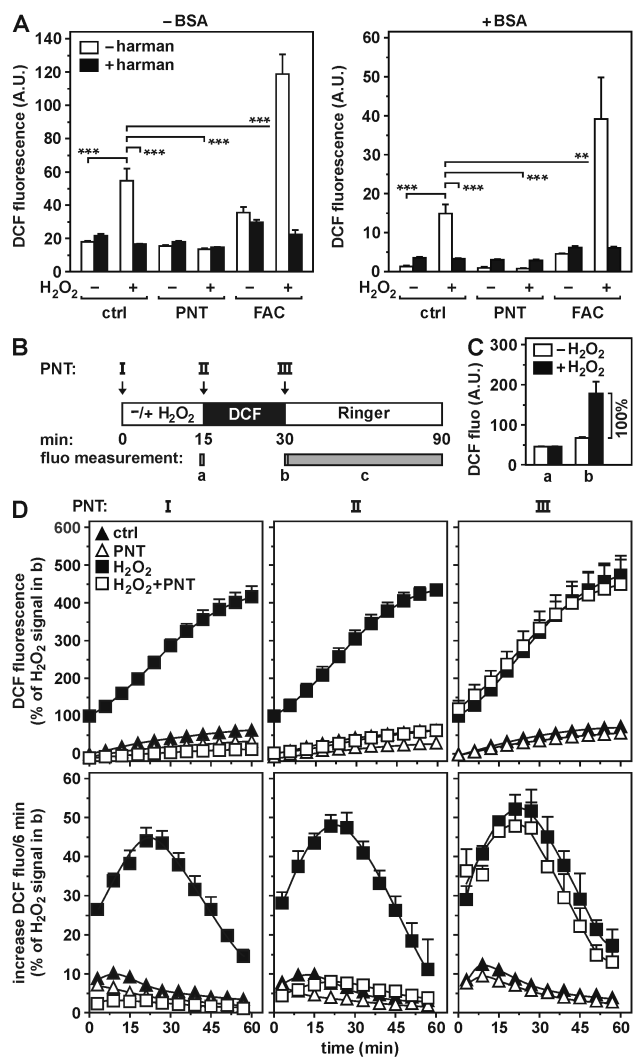 A
– BSA
+ BSA
DCF fluorescence (A.U.)
140
120
100
80
60
40
20
0
– harman
+ harman
***
***
***
***
DCF fluorescence (A.U.)
60
50
40
30
20
10
0
***
***
***
**
H2O2 – + – + – +
ctrl PNT FAC
H2O2 – + – + – +
ctrl PNT FAC
B
PNT: I II III
–/+ H2O2 DCF Ringer
min: 0 15 30 90
fluo measurement:
a b c
C
DCF fluo (A.U.)
300
200
100
0
– H2O2
+ H2O2
100%
a b
D
PNT: I II III
DCF fluorescence
(% of H2O2 signal in b)
600
500
400
300
200
100
0
ctrl
PNT
H2O2
H2O2+PNT
increase DCF fluo/6 min
(% of H2O2 signal in b)
60
50
40
30
20
10
0
0 15 30 45 60 0 15 30 45 60 0 15 30 45 60
time (min)